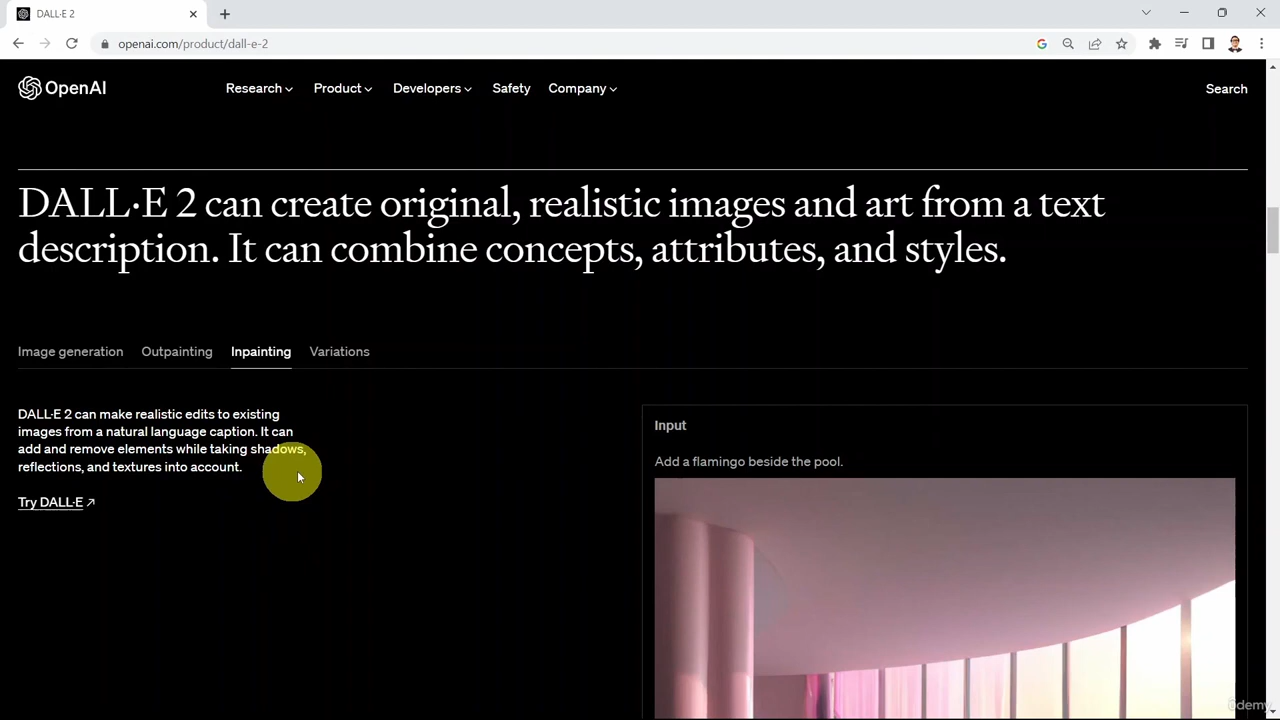 DALL·E 2
openai.com/product/dall-e-2
OpenAI
Research
Product
Developers
Safety
Company
Search
DALL·E 2 can create original, realistic images and art from a text
description. It can combine concepts, attributes, and styles.
Image generation
Outpainting
Inpainting
Variations
DALL·E 2 can make realistic edits to existing
images from a natural language caption. It can
add and remove elements while taking shadows,
reflections, and textures into account.
Try DALL·E ↗
Input
Add a flamingo beside the pool.
ûdemy